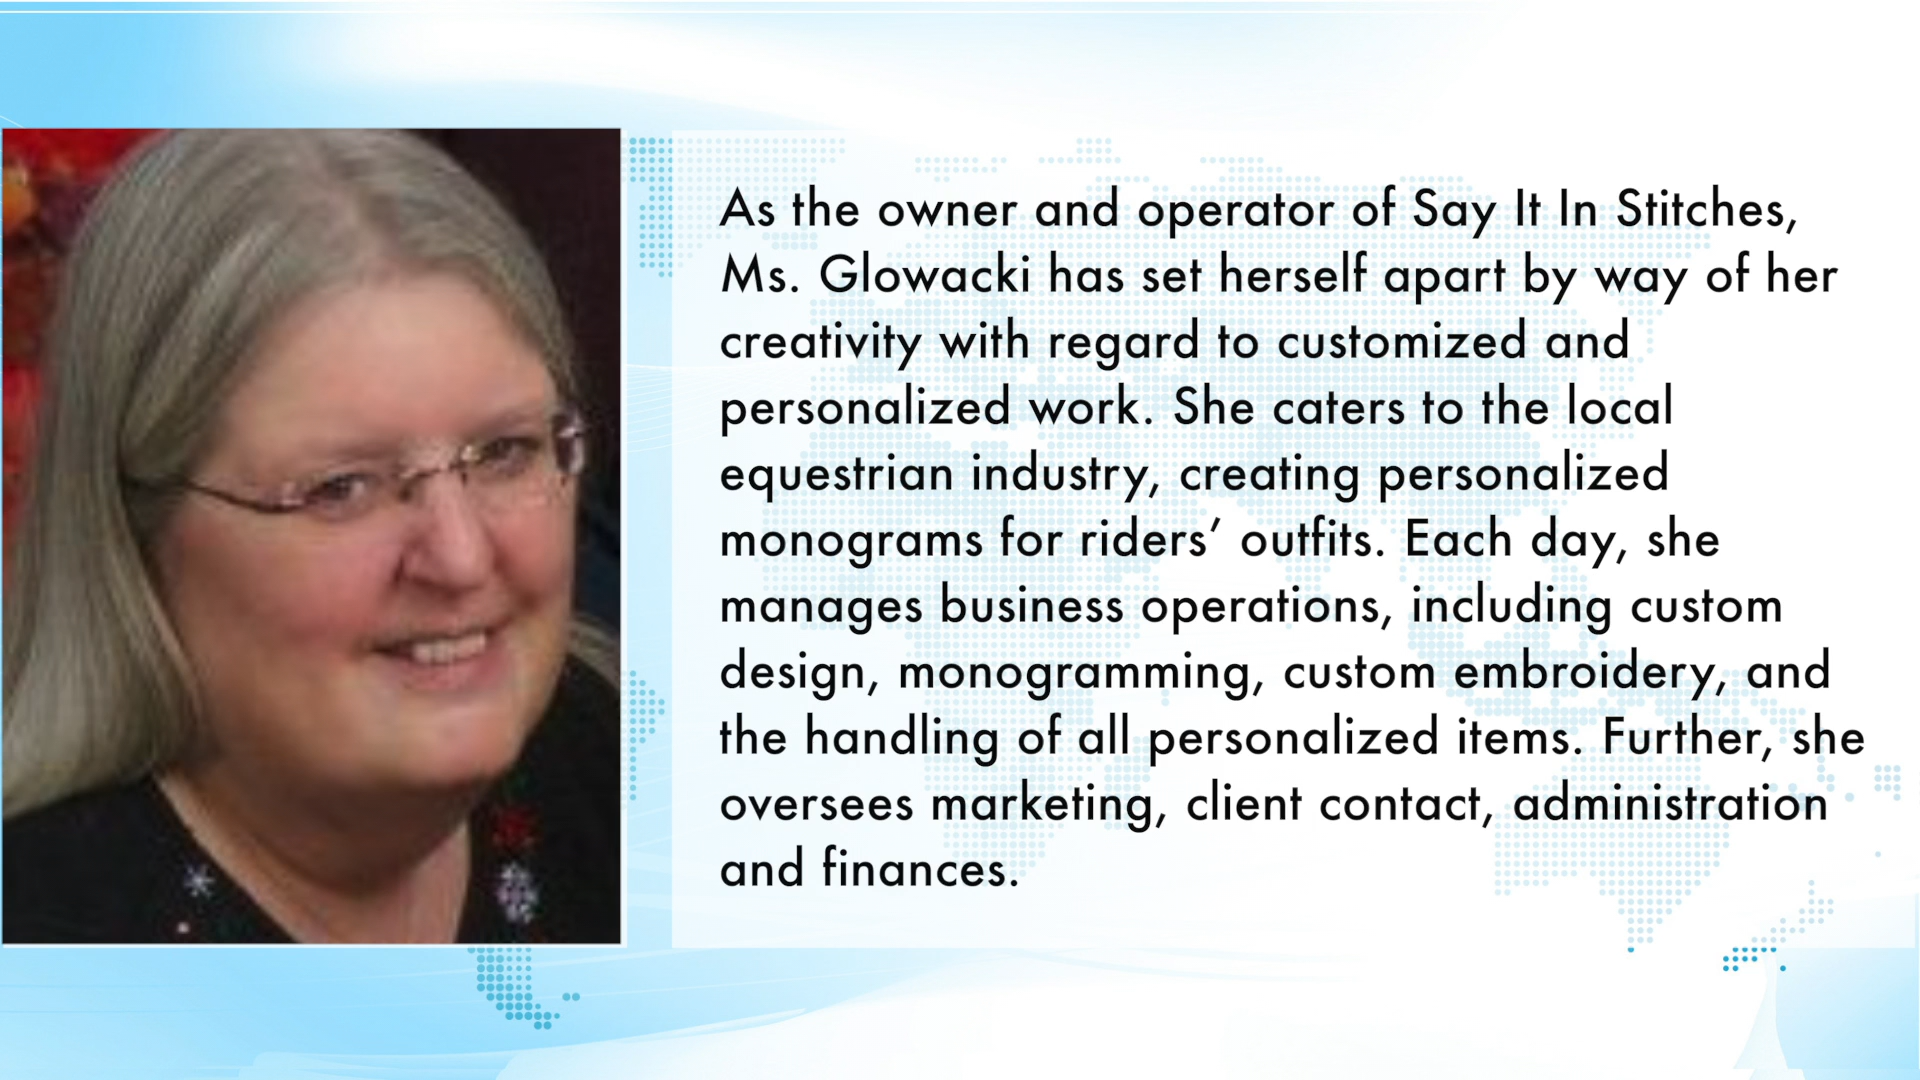 As the owner and operator of Say It In Stitches,
Ms. Glowacki has set herself apart by way of her
creativity with regard to customized and
personalized work. She caters to the local
equestrian industry, creating personalized
monograms for riders’ outfits. Each day, she
manages business operations, including custom
design, monogramming, custom embroidery, and
the handling of all personalized items. Further, she
oversees marketing, client contact, administration
and finances.